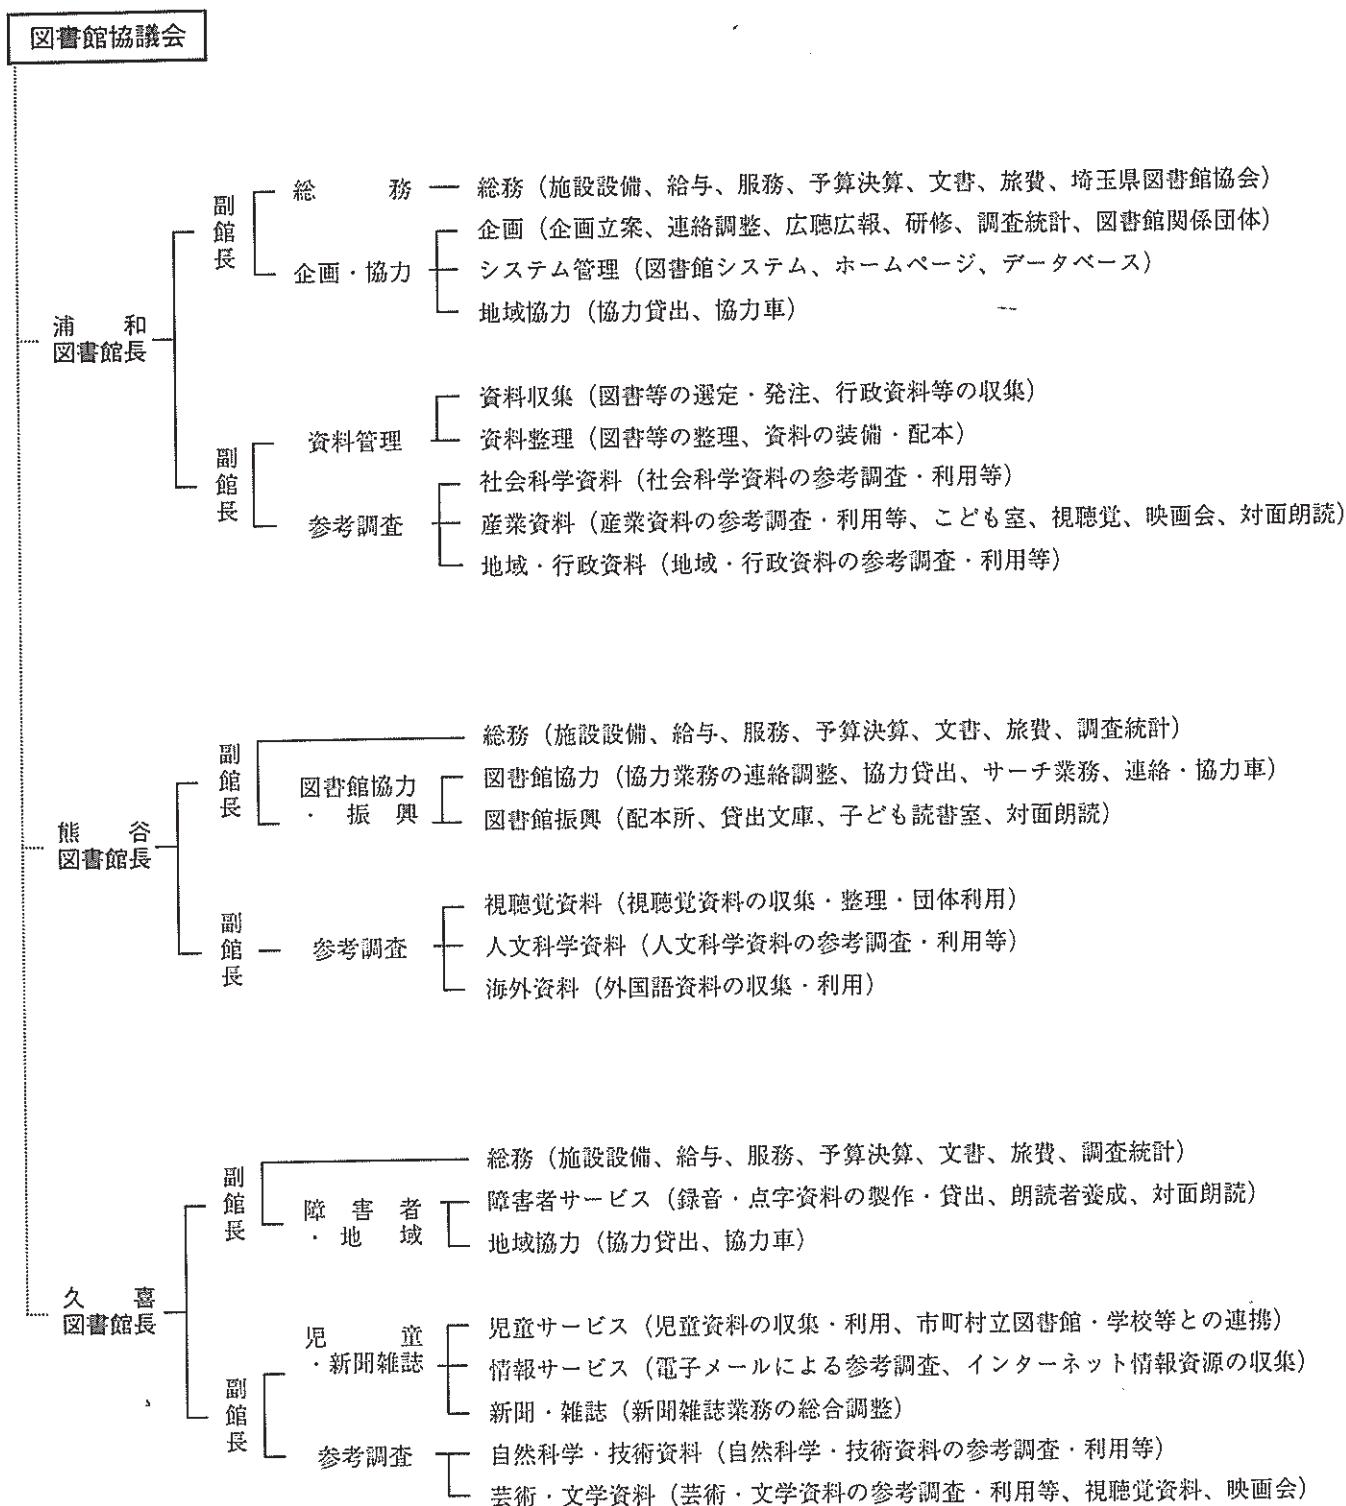 図書館協議会
浦和
図書館長
副館長
総務
総務（施設設備、給与、服務、予算決算、文書、旅費、埼玉県図書館協会）
企画・協力
企画（企画立案、連絡調整、広聴広報、研修、調査統計、図書館関係団体）
システム管理（図書館システム、ホームページ、データベース）
地域協力（協力貸出、協力車）
副館長
資料管理
資料収集（図書等の選定・発注、行政資料等の収集）
資料整理（図書等の整理、資料の装備・配本）
参考調査
社会科学資料（社会科学資料の参考調査・利用等）
産業資料（産業資料の参考調査・利用等、こども室、視聴覚、映画会、対面朗読）
地域・行政資料（地域・行政資料の参考調査・利用等）
熊谷
図書館長
副館長
総務（施設設備、給与、服務、予算決算、文書、旅費、調査統計）
図書館協力
・振興
図書館協力（協力業務の連絡調整、協力貸出、サーチ業務、連絡・協力車）
図書館振興（配本所、貸出文庫、子ども読書室、対面朗読）
副館長
参考調査
視聴覚資料（視聴覚資料の収集・整理・団体利用）
人文科学資料（人文科学資料の参考調査・利用等）
海外資料（外国語資料の収集・利用）
久喜
図書館長
副館長
総務（施設設備、給与、服務、予算決算、文書、旅費、調査統計）
障害者
・地域
障害者サービス（録音・点字資料の製作・貸出、朗読者養成、対面朗読）
地域協力（協力貸出、協力車）
副館長
児童
・新聞雑誌
児童サービス（児童資料の収集・利用、市町村立図書館・学校等との連携）
情報サービス（電子メールによる参考調査、インターネット情報資源の収集）
新聞・雑誌（新聞雑誌業務の総合調整）
参考調査
自然科学・技術資料（自然科学・技術資料の参考調査・利用等）
芸術・文学資料（芸術・文学資料の参考調査・利用等、視聴覚資料、映画会）